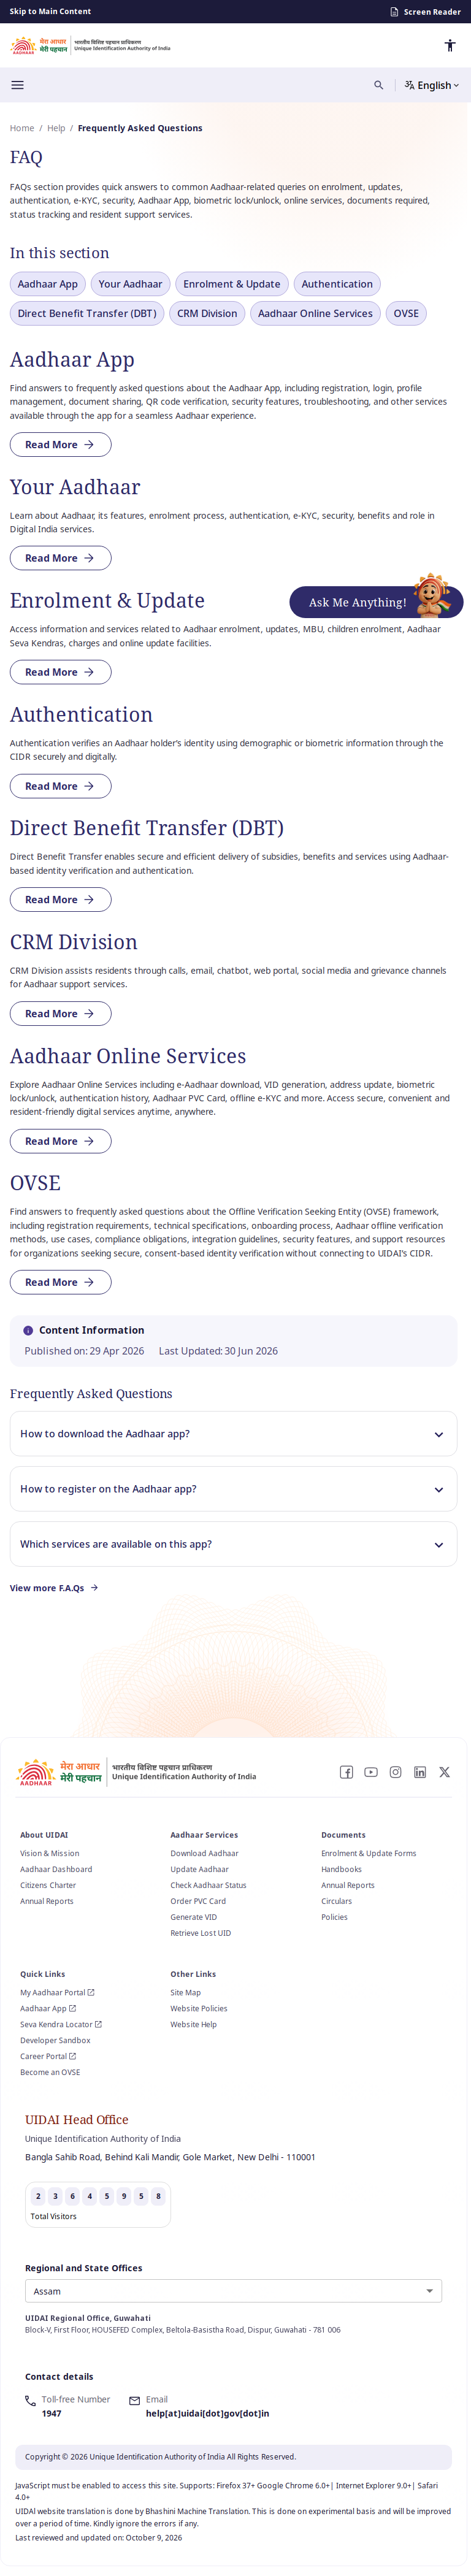 Skip to Main Content
Screen Reader
मेरा आधार
मेरी पहचान
भारतीय विशिष्ट पहचान प्राधिकरण
Unique Identification Authority of India
AADHAAR
English
Home / Help / Frequently Asked Questions
FAQ
FAQs section provides quick answers to common Aadhaar-related queries on enrolment, updates,
authentication, e-KYC, security, Aadhaar App, biometric lock/unlock, online services, documents required,
status tracking and resident support services.
In this section
Aadhaar App
Your Aadhaar
Enrolment & Update
Authentication
Direct Benefit Transfer (DBT)
CRM Division
Aadhaar Online Services
OVSE
Aadhaar App
Find answers to frequently asked questions about the Aadhaar App, including registration, login, profile
management, document sharing, QR code verification, security features, troubleshooting, and other services
available through the app for a seamless Aadhaar experience.
Read More
Your Aadhaar
Learn about Aadhaar, its features, enrolment process, authentication, e-KYC, security, benefits and role in
Digital India services.
Read More
Enrolment & Update
Ask Me Anything!
Access information and services related to Aadhaar enrolment, updates, MBU, children enrolment, Aadhaar
Seva Kendras, charges and online update facilities.
Read More
Authentication
Authentication verifies an Aadhaar holder's identity using demographic or biometric information through the
CIDR securely and digitally.
Read More
Direct Benefit Transfer (DBT)
Direct Benefit Transfer enables secure and efficient delivery of subsidies, benefits and services using Aadhaar-
based identity verification and authentication.
Read More
CRM Division
CRM Division assists residents through calls, email, chatbot, web portal, social media and grievance channels
for Aadhaar support services.
Read More
Aadhaar Online Services
Explore Aadhaar Online Services including e-Aadhaar download, VID generation, address update, biometric
lock/unlock, authentication history, Aadhaar PVC Card, offline e-KYC and more. Access secure, convenient and
resident-friendly digital services anytime, anywhere.
Read More
OVSE
Find answers to frequently asked questions about the Offline Verification Seeking Entity (OVSE) framework,
including registration requirements, technical specifications, onboarding process, Aadhaar offline verification
methods, use cases, compliance obligations, integration guidelines, security features, and support resources
for organizations seeking secure, consent-based identity verification without connecting to UIDAI's CIDR.
Read More
Content Information
Published on: 29 Apr 2026 Last Updated: 30 Jun 2026
Frequently Asked Questions
How to download the Aadhaar app?
How to register on the Aadhaar app?
Which services are available on this app?
View more F.A.Qs
मेरा आधार
मेरी पहचान
भारतीय विशिष्ट पहचान प्राधिकरण
Unique Identification Authority of India
AADHAAR
About UIDAI
Vision & Mission
Aadhaar Dashboard
Citizens Charter
Annual Reports
Aadhaar Services
Download Aadhaar
Update Aadhaar
Check Aadhaar Status
Order PVC Card
Generate VID
Retrieve Lost UID
Documents
Enrolment & Update Forms
Handbooks
Annual Reports
Circulars
Policies
Quick Links
My Aadhaar Portal
Aadhaar App
Seva Kendra Locator
Developer Sandbox
Career Portal
Become an OVSE
Other Links
Site Map
Website Policies
Website Help
UIDAI Head Office
Unique Identification Authority of India
Bangla Sahib Road, Behind Kali Mandir, Gole Market, New Delhi - 110001
2 3 6 4 5 9 5 8
Total Visitors
Regional and State Offices
Assam
UIDAI Regional Office, Guwahati
Block-V, First Floor, HOUSEFED Complex, Beltola-Basistha Road, Dispur, Guwahati - 781 006
Contact details
Toll-free Number
1947
Email
help[at]uidai[dot]gov[dot]in
Copyright © 2026 Unique Identification Authority of India All Rights Reserved.
JavaScript must be enabled to access this site. Supports: Firefox 37+ Google Chrome 6.0+| Internet Explorer 9.0+| Safari
4.0+
UIDAI website translation is done by Bhashini Machine Translation. This is done on experimental basis and will be improved
over a period of time. Kindly ignore the errors if any.
Last reviewed and updated on: October 9, 2026